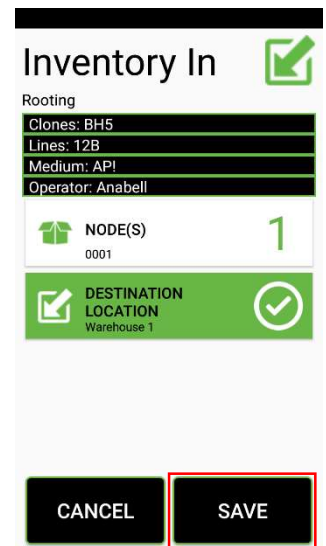 Inventory In
Rooting
Clones: BH5
Lines: 12B
Medium: AP!
Operator: Anabell
NODE(S)
1
0001
DESTINATION
LOCATION
Warehouse 1
CANCEL
SAVE